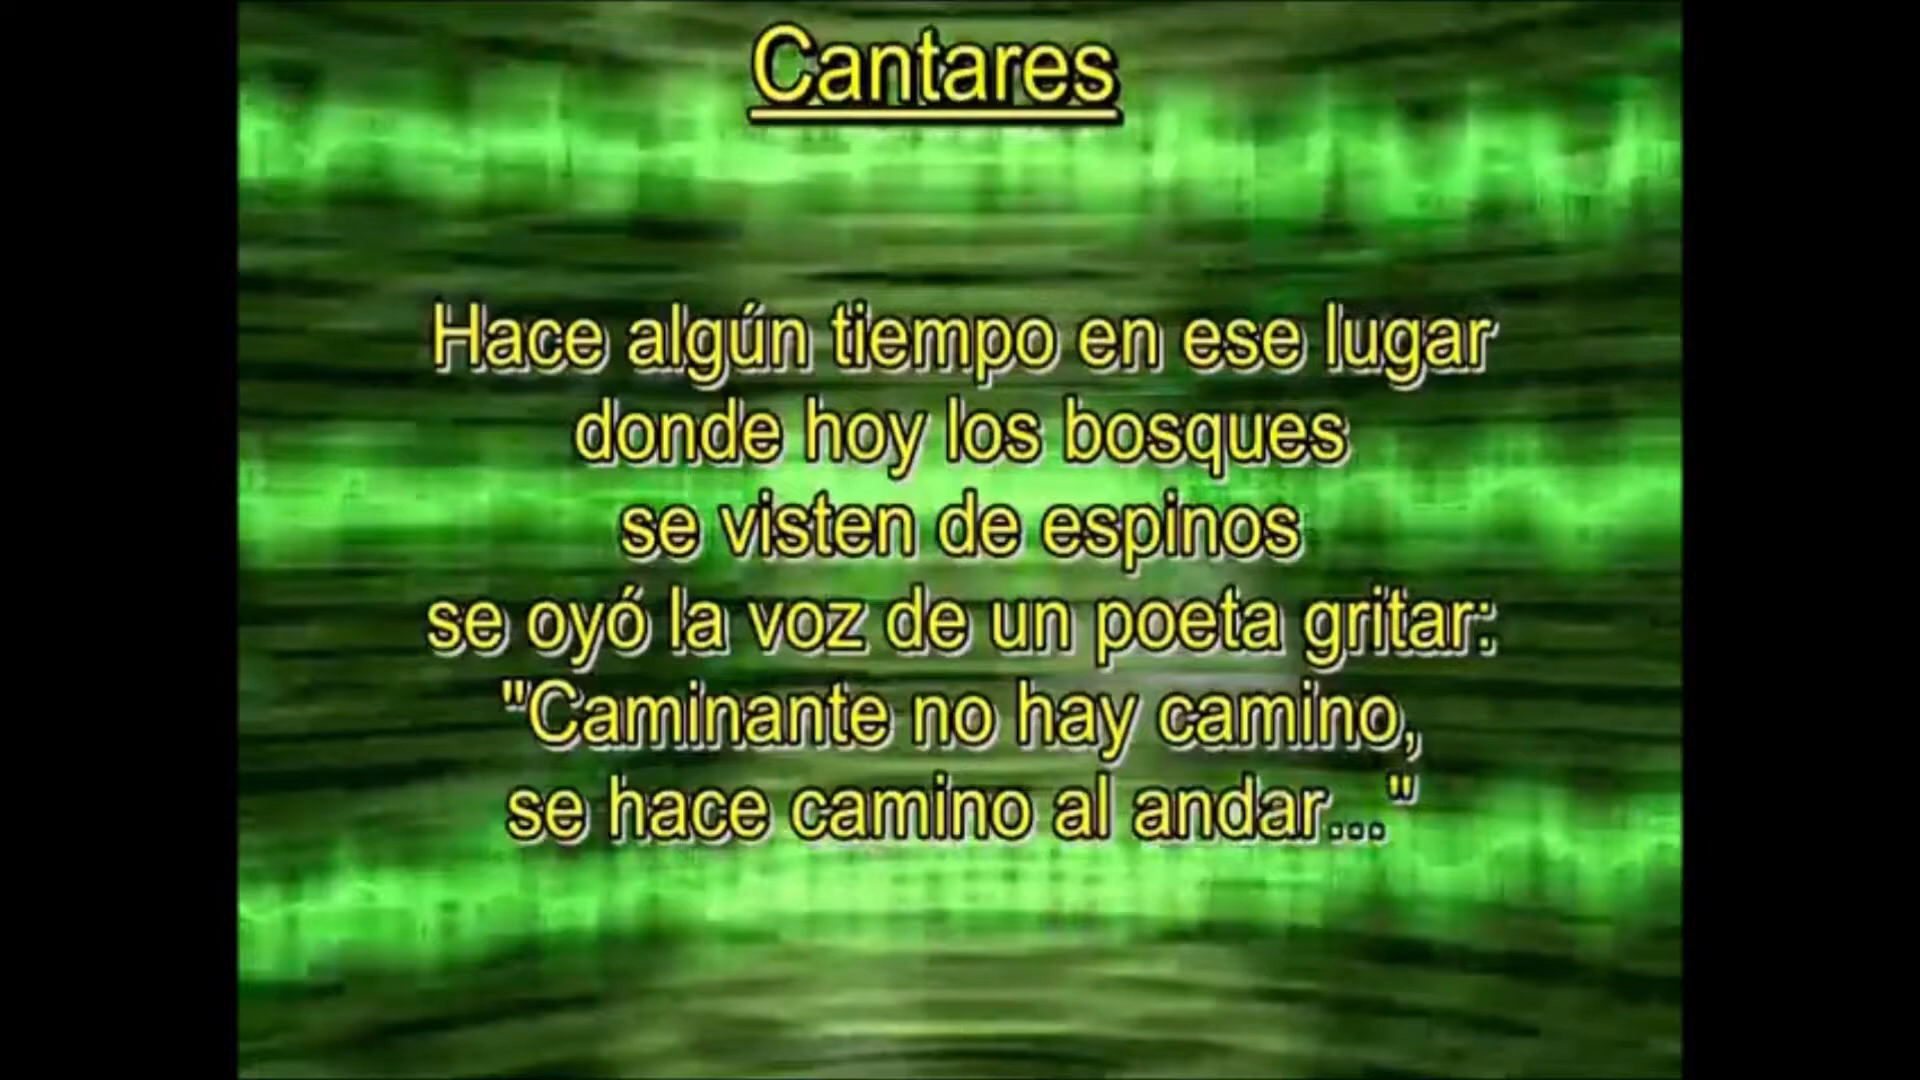 Cantares
Hace algún tiempo en ese lugar
donde hoy los bosques
se visten de espinos
se oyó la voz de un poeta gritar:
"Caminante no hay camino,
se hace camino al andar..."